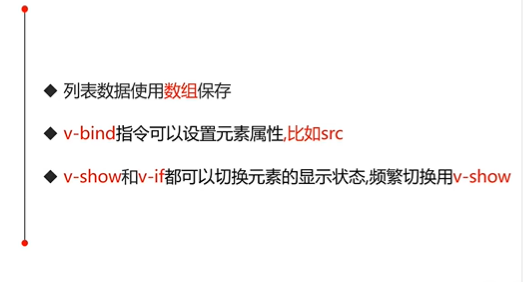 ◆ 列表数据使用数组保存
◆ v-bind指令可以设置元素属性,比如src
◆ v-show和v-if都可以切换元素的显示状态,频繁切换用v-show